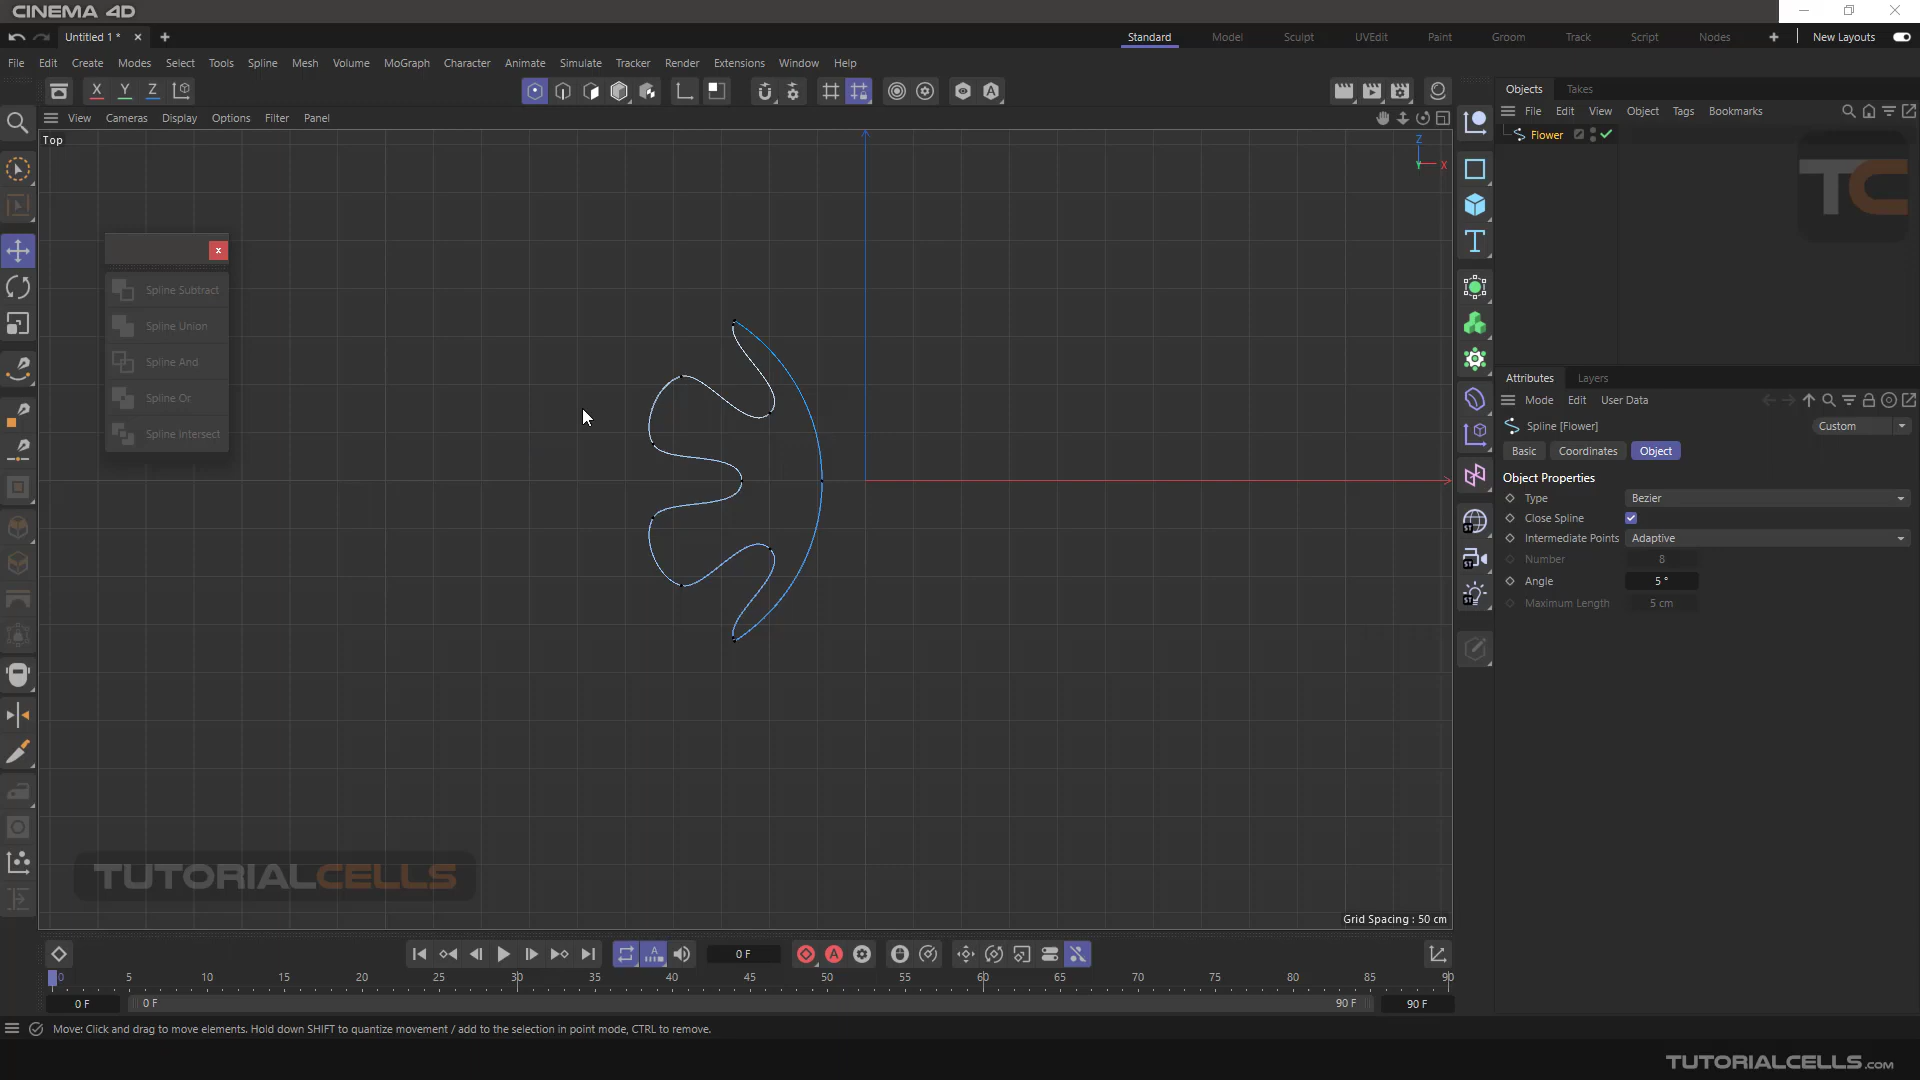 CINEMA 4D
Untitled 1 *
Standard Model Sculpt UVEdit Paint Groom Track Script Nodes New Layouts
File Edit Create Modes Select Tools Spline Mesh Volume MoGraph Character Animate Simulate Tracker Render Extensions Window Help
X Y Z
Objects Takes
File Edit View Object Tags Bookmarks
View Cameras Display Options Filter Panel
Flower
Top
Z
Y X
TC
Spline Subtract
Spline Union
Spline And
Spline Or
Spline Intersect
Attributes Layers
Mode Edit User Data
Spline [Flower] Custom
Basic Coordinates Object
Object Properties
Type Bezier
Close Spline
Intermediate Points Adaptive
Number 8
Angle 5 °
Maximum Length 5 cm
TUTORIALCELLS
Grid Spacing : 50 cm
0 F
0 5 10 15 20 25 30 35 40 45 50 55 60 65 70 75 80 85 90
0 F 0 F 90 F 90 F
Move: Click and drag to move elements. Hold down SHIFT to quantize movement / add to the selection in point mode, CTRL to remove.
TUTORIALCELLS.com